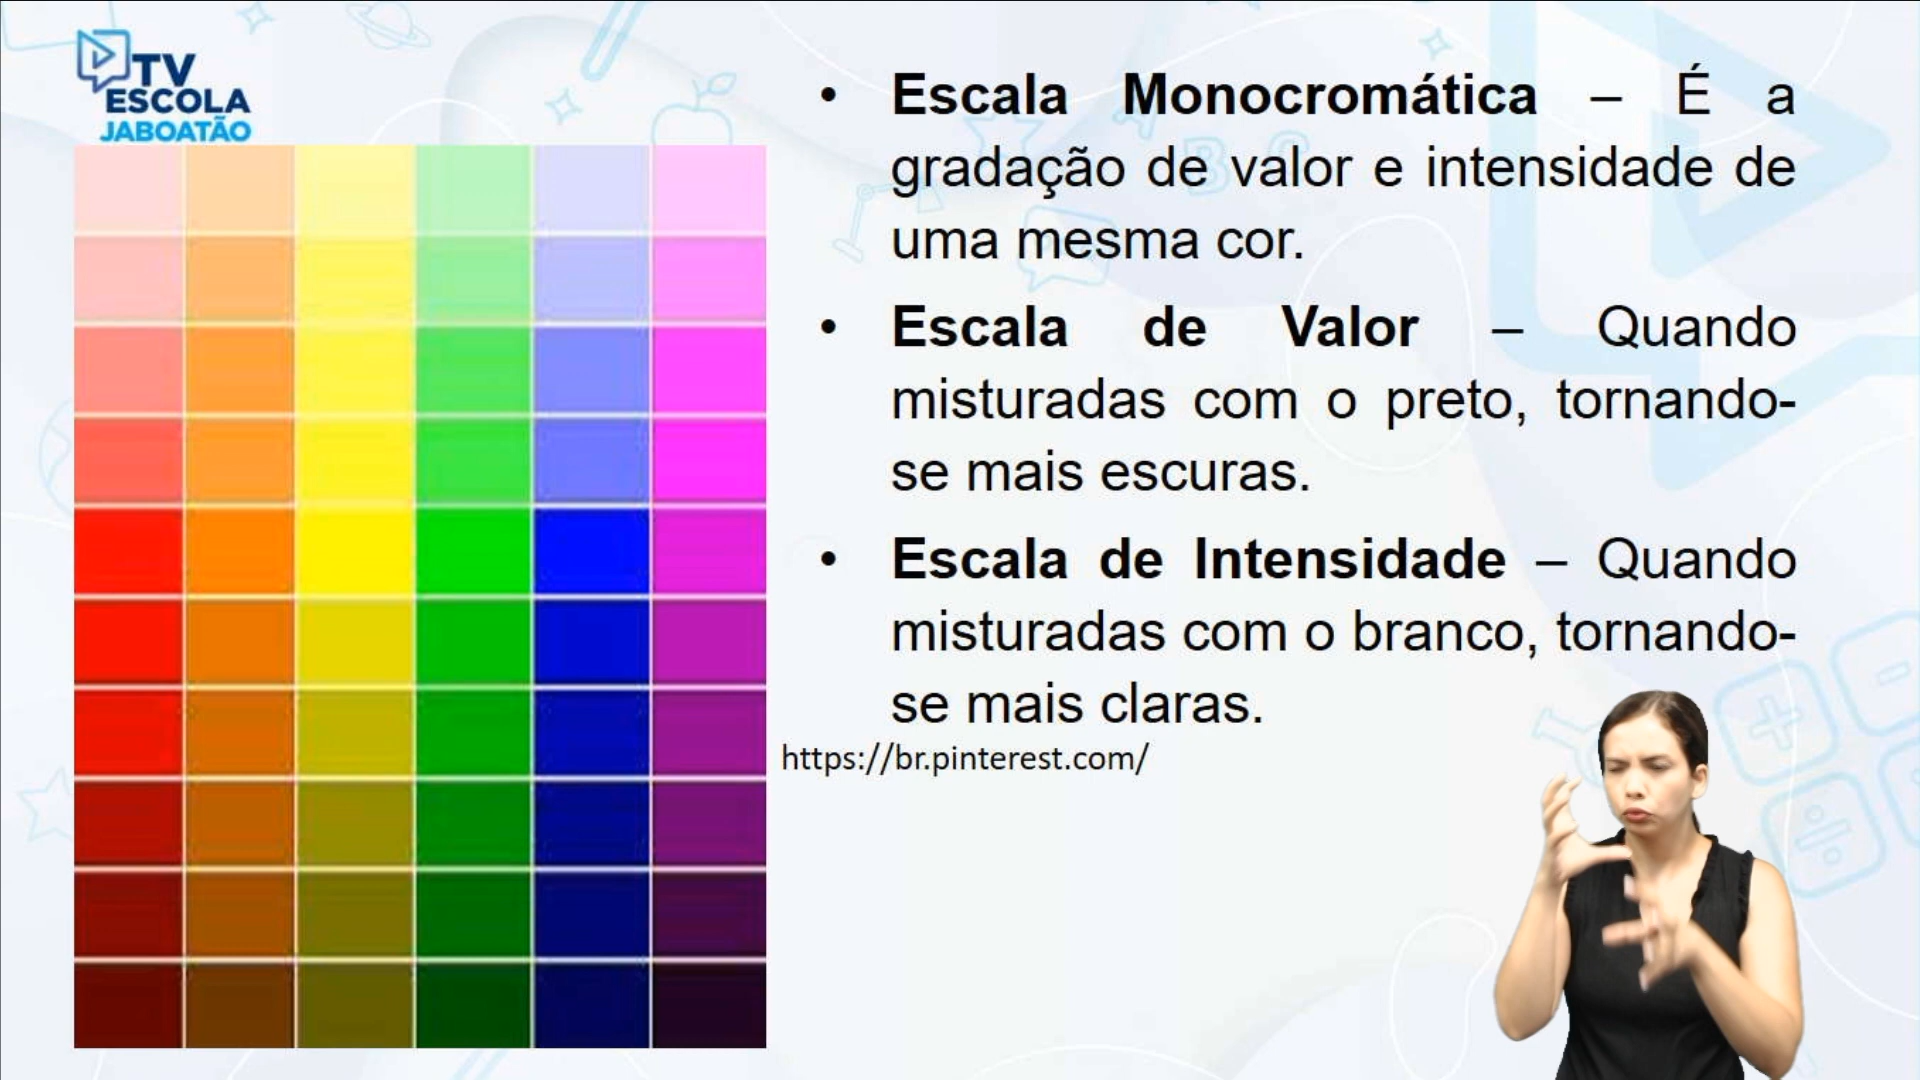 TV
ESCOLA
JABOATÃO
• Escala Monocromática – É a
gradação de valor e intensidade de
uma mesma cor.
• Escala de Valor – Quando
misturadas com o preto, tornando-
se mais escuras.
• Escala de Intensidade – Quando
misturadas com o branco, tornando-
se mais claras.
https://br.pinterest.com/